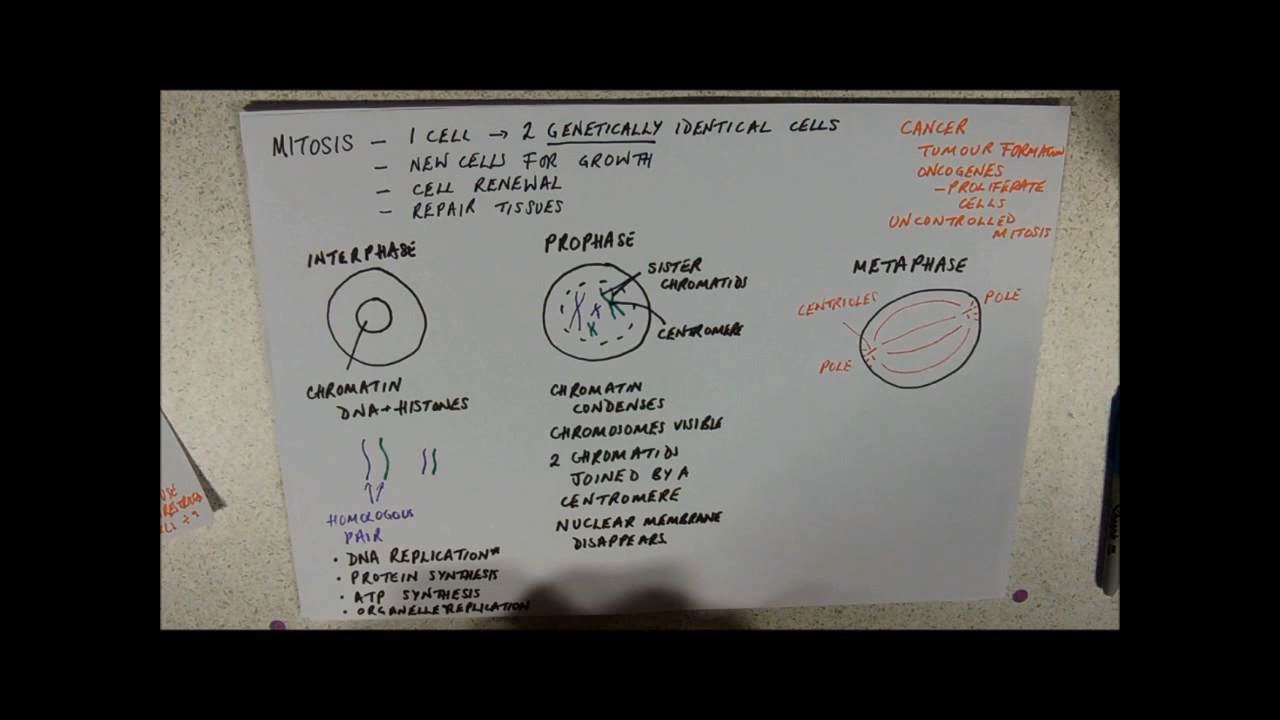 MITOSIS – 1 CELL → 2 GENETICALLY IDENTICAL CELLS
– NEW CELLS FOR GROWTH
– CELL RENEWAL
– REPAIR TISSUES
CANCER
TUMOUR FORMATION
ONCOGENES
– PROLIFERATE
CELLS
UNCONTROLLED
MITOSIS
INTERPHASE
CHROMATIN
DNA + HISTONES
HOMOLOGOUS
PAIR
• DNA REPLICATION*
• PROTEIN SYNTHESIS
• ATP SYNTHESIS
• ORGANELLE REPLICATION
PROPHASE
SISTER
CHROMATIDS
CENTROMERE
CHROMATIN
CONDENSES
CHROMOSOMES VISIBLE
2 CHROMATIDS
JOINED BY A
CENTROMERE
NUCLEAR MEMBRANE
DISAPPEARS
METAPHASE
CENTRIOLES
POLE
POLE